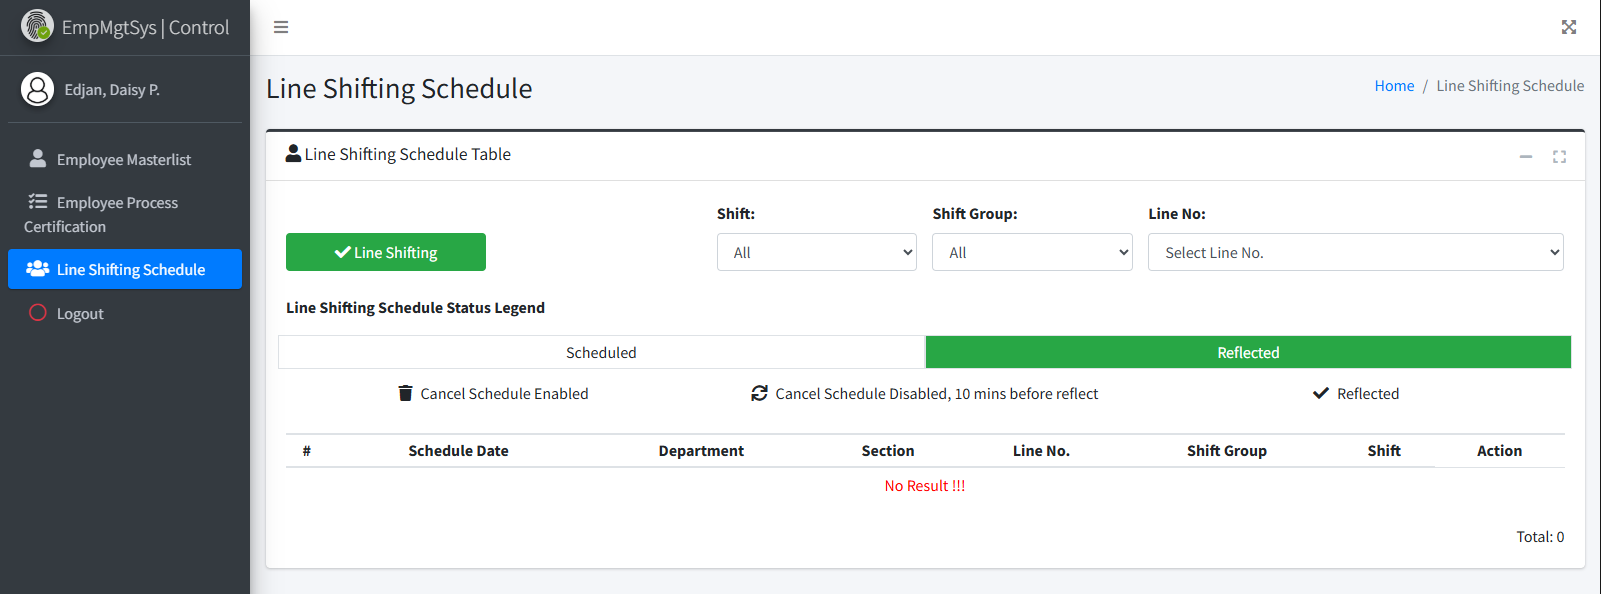 EmpMgtSys | Control
Edjan, Daisy P.
Employee Masterlist
Employee Process
Certification
Line Shifting Schedule
Logout
Line Shifting Schedule
Home / Line Shifting Schedule
Line Shifting Schedule Table
Shift:
Shift Group:
Line No:
Line Shifting
All
All
Select Line No.
Line Shifting Schedule Status Legend
Scheduled
Reflected
Cancel Schedule Enabled
Cancel Schedule Disabled, 10 mins before reflect
Reflected
# Schedule Date Department Section Line No. Shift Group Shift Action
No Result !!!
Total: 0